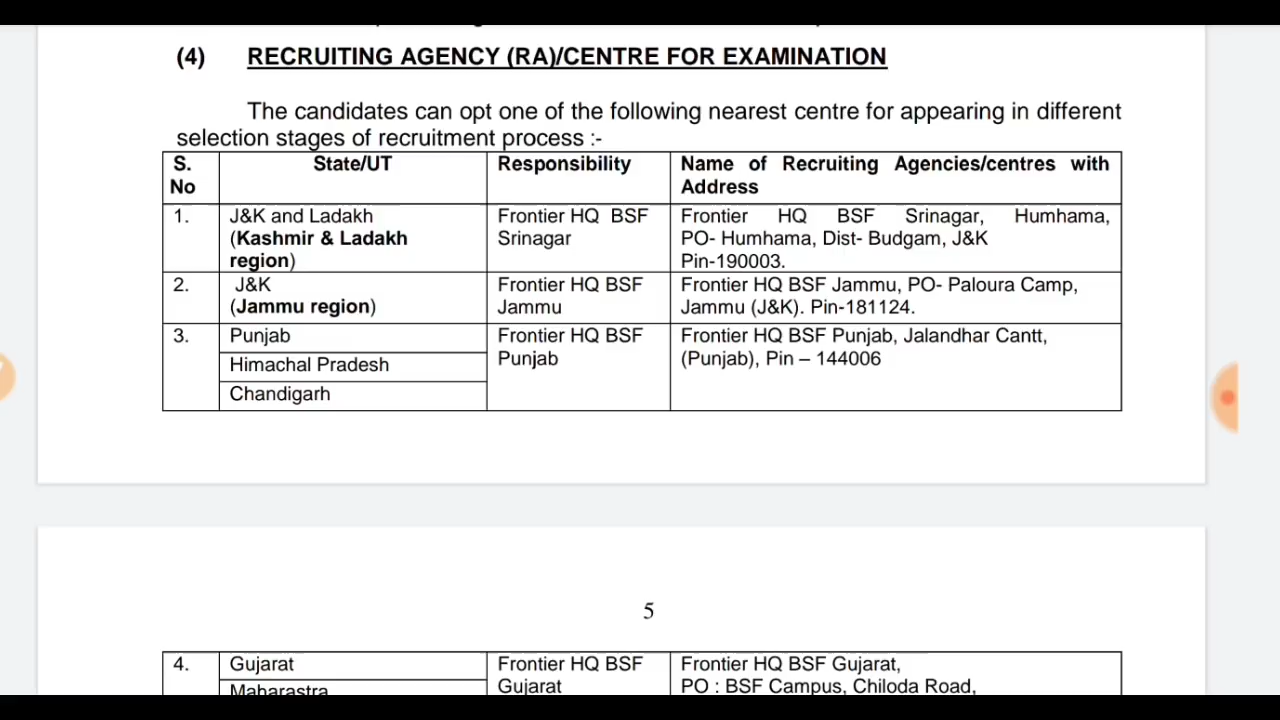 (4) RECRUITING AGENCY (RA)/CENTRE FOR EXAMINATION
The candidates can opt one of the following nearest centre for appearing in different
selection stages of recruitment process :-
S. No | State/UT | Responsibility | Name of Recruiting Agencies/centres with Address
1. | J&K and Ladakh (Kashmir & Ladakh region) | Frontier HQ BSF Srinagar | Frontier HQ BSF Srinagar, Humhama, PO- Humhama, Dist- Budgam, J&K Pin-190003.
2. | J&K (Jammu region) | Frontier HQ BSF Jammu | Frontier HQ BSF Jammu, PO- Paloura Camp, Jammu (J&K). Pin-181124.
3. | Punjab | Frontier HQ BSF Punjab | Frontier HQ BSF Punjab, Jalandhar Cantt, (Punjab), Pin – 144006
Himachal Pradesh
Chandigarh
5
4. | Gujarat | Frontier HQ BSF Gujarat | Frontier HQ BSF Gujarat, PO : BSF Campus, Chiloda Road,
Maharastra